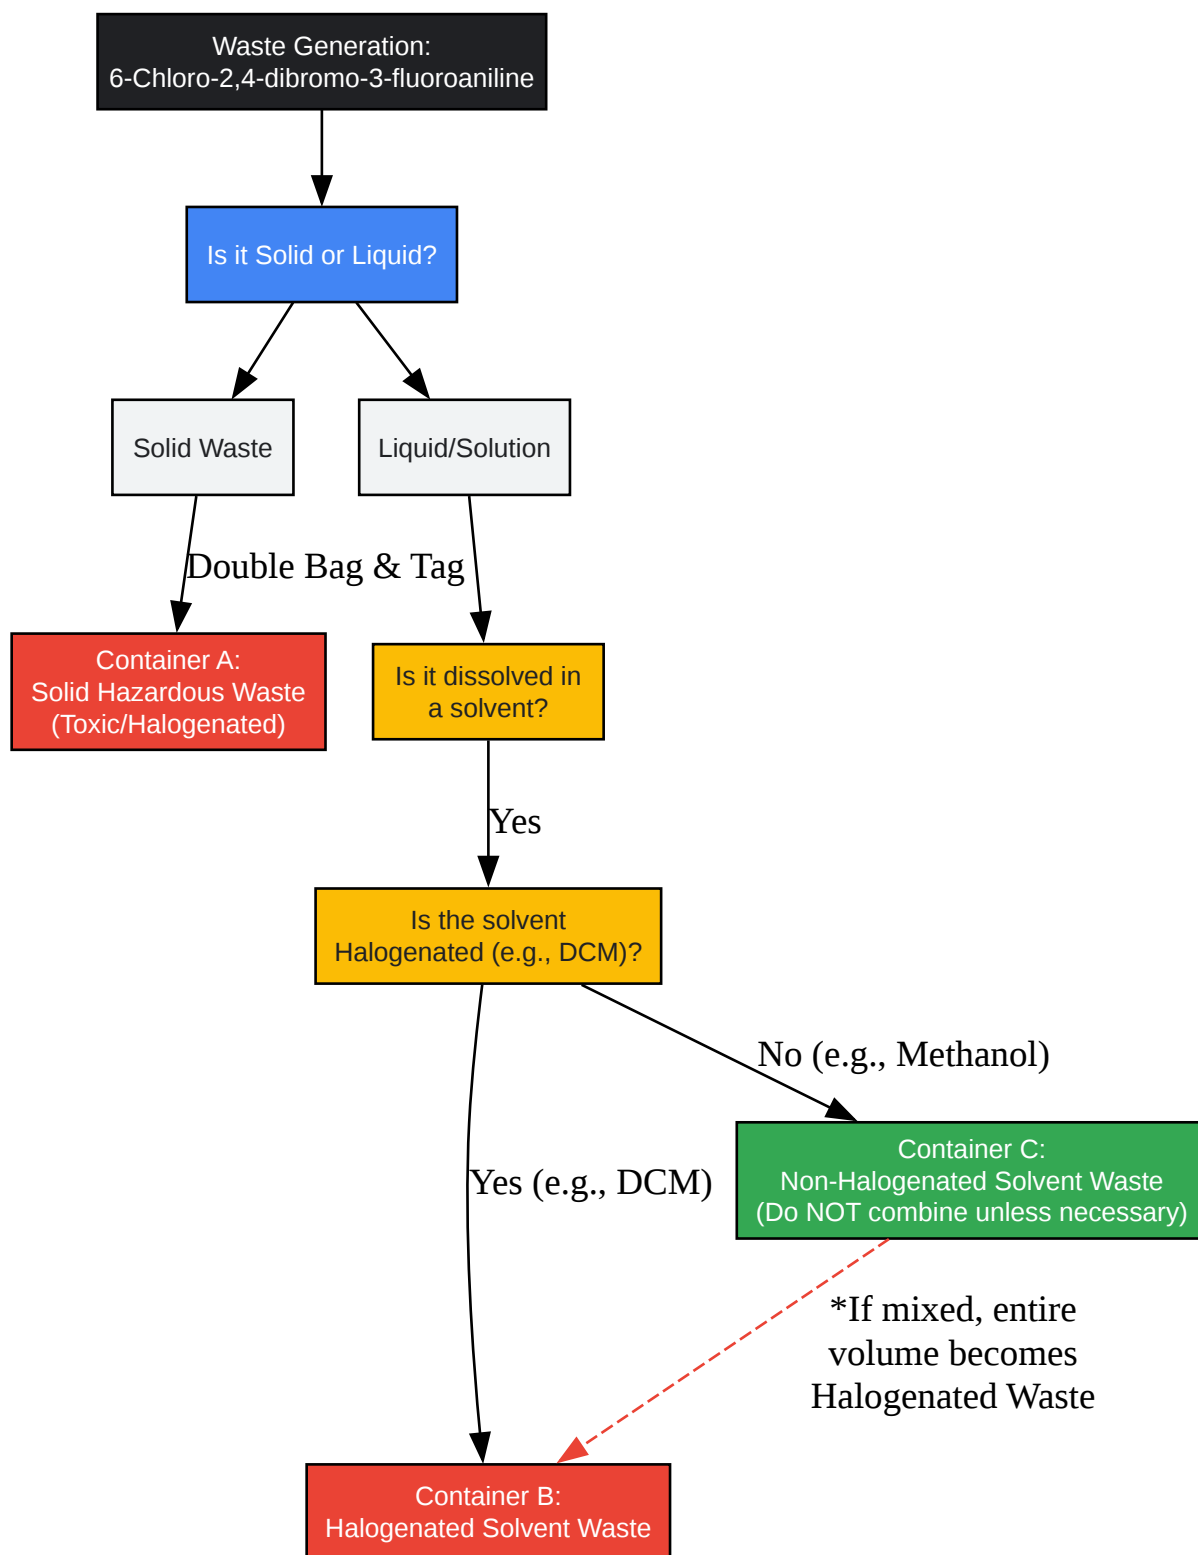 Waste Generation:
6-Chloro-2,4-dibromo-3-fluoroaniline
Is it Solid or Liquid?
Solid Waste
Liquid/Solution
Double Bag & Tag
Container A:
Solid Hazardous Waste
(Toxic/Halogenated)
Is it dissolved in
a solvent?
Yes
Is the solvent
Halogenated (e.g., DCM)?
No (e.g., Methanol)
Container C:
Non-Halogenated Solvent Waste
(Do NOT combine unless necessary)
Yes (e.g., DCM)
*If mixed, entire
volume becomes
Halogenated Waste
Container B:
Halogenated Solvent Waste